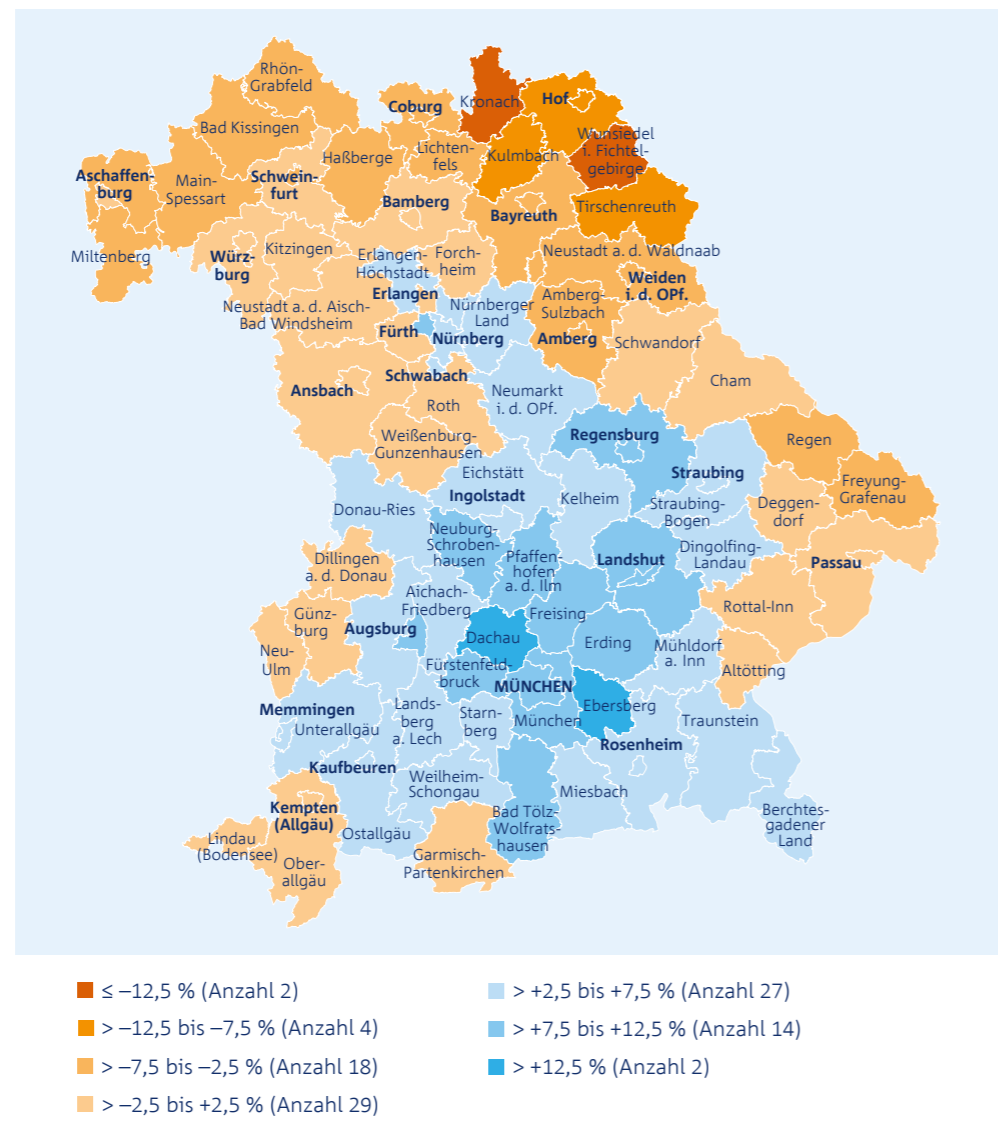 Rhön-
Grabfeld
Coburg
Kronach
Hof
Bad Kissingen
Wunsiedel
i. Fichtel-
gebirge
Lichten-
fels
Kulmbach
Haßberge
Aschaffen-
burg
Main-
Spessart
Schwein-
furt
Bamberg
Bayreuth
Tirschenreuth
Miltenberg
Würz-
burg
Kitzingen
Erlangen-
Höchstadt
Forch-
heim
Neustadt a. d. Waldnaab
Weiden
i. d. OPf.
Erlangen
Neustadt a. d. Aisch-
Bad Windsheim
Nürnberger
Land
Amberg-
Sulzbach
Fürth
Nürnberg
Amberg
Schwandorf
Ansbach
Schwabach
Roth
Neumarkt
i. d. OPf.
Cham
Weißenburg-
Gunzenhausen
Regensburg
Regen
Eichstätt
Ingolstadt
Kelheim
Straubing
Straubing-
Bogen
Freyung-
Grafenau
Donau-Ries
Deggen-
dorf
Neuburg-
Schroben-
hausen
Pfaffen-
hofen
a. d. Ilm
Landshut
Dingolfing-
Landau
Passau
Dillingen
a. d. Donau
Aichach-
Friedberg
Freising
Rottal-Inn
Günz-
burg
Augsburg
Dachau
Erding
Mühldorf
a. Inn
Neu-
Ulm
Fürstenfeld-
bruck
MÜNCHEN
Altötting
Memmingen
Unterallgäu
Lands-
berg
a. Lech
Starn-
berg
München
Ebersberg
Traunstein
Rosenheim
Kaufbeuren
Weilheim-
Schongau
Miesbach
Kempten
(Allgäu)
Ostallgäu
Bad Tölz-
Wolfrats-
hausen
Berchtes-
gadener
Land
Lindau
(Bodensee)
Ober-
allgäu
Garmisch-
Partenkirchen
≤ –12,5 % (Anzahl 2)
> –12,5 bis –7,5 % (Anzahl 4)
> –7,5 bis –2,5 % (Anzahl 18)
> –2,5 bis +2,5 % (Anzahl 29)
> +2,5 bis +7,5 % (Anzahl 27)
> +7,5 bis +12,5 % (Anzahl 14)
> +12,5 % (Anzahl 2)